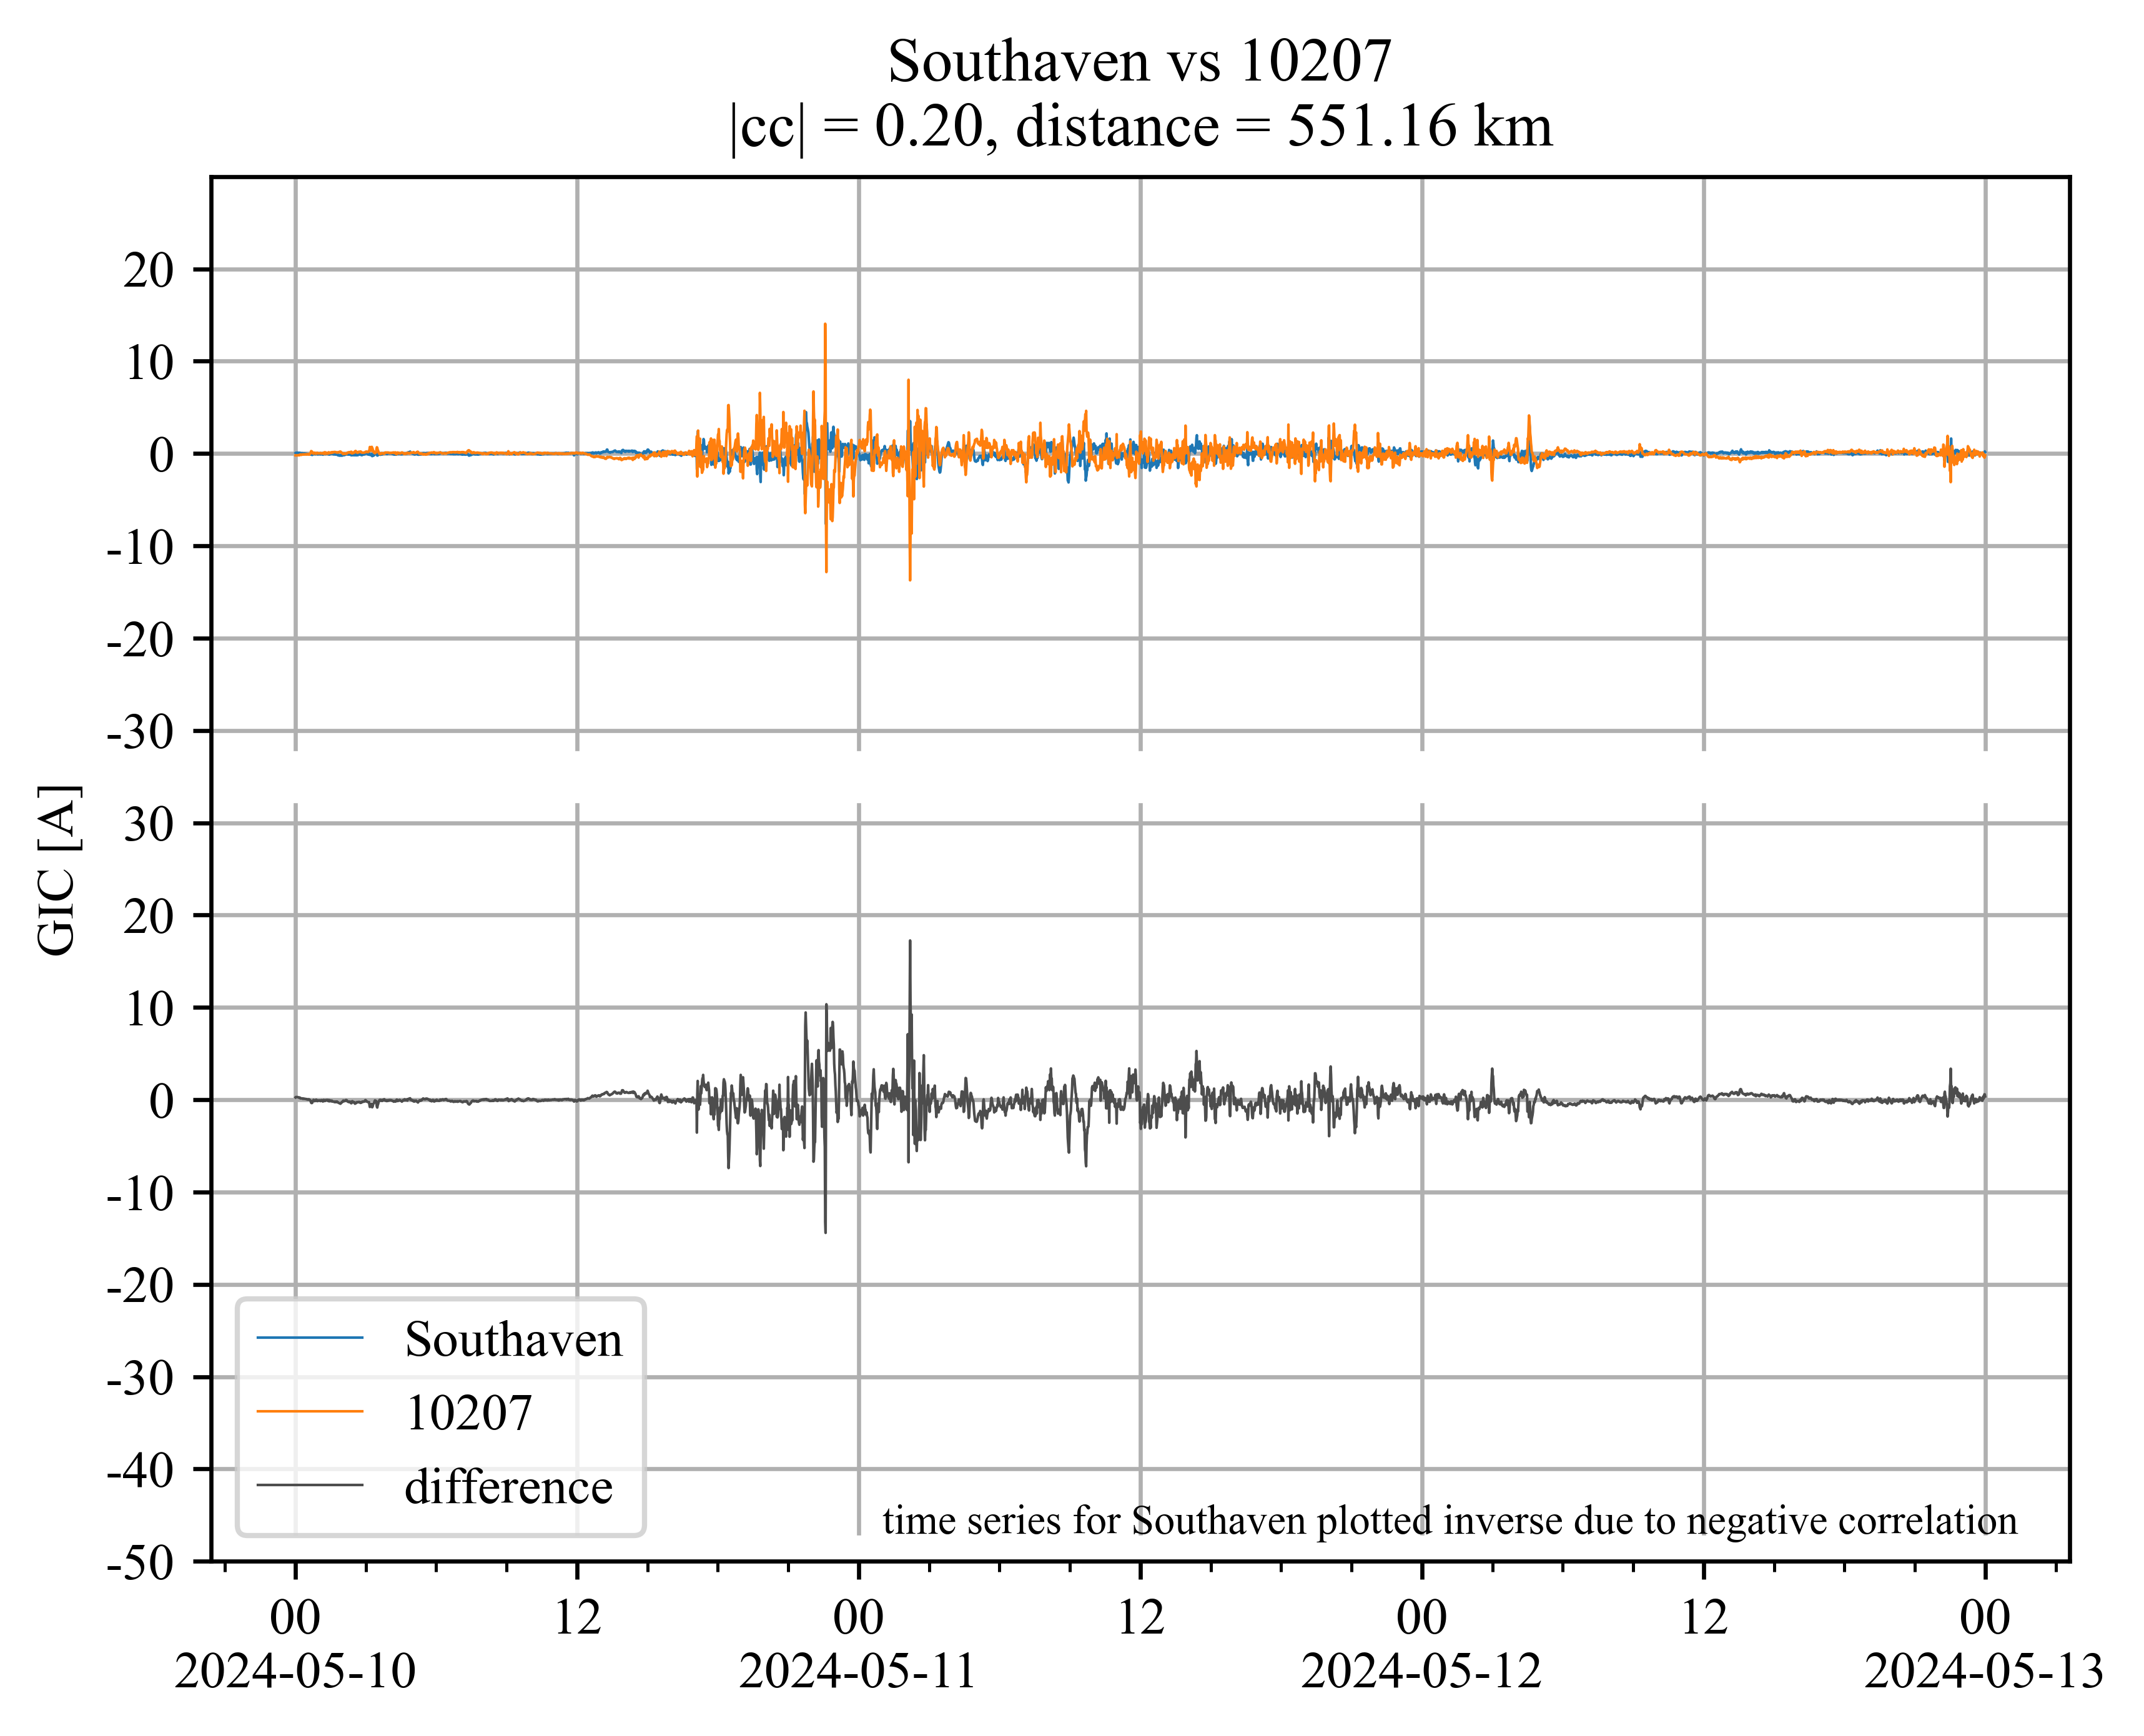 Southaven vs 10207
|cc| = 0.20, distance = 551.16 km
20
10
0
-10
-20
-30
30
20
10
0
-10
-20
-30
-40
-50
GIC [A]
Southaven
10207
difference
time series for Southaven plotted inverse due to negative correlation
00 12 00 12 00 12 00
2024-05-10 2024-05-11 2024-05-12 2024-05-13